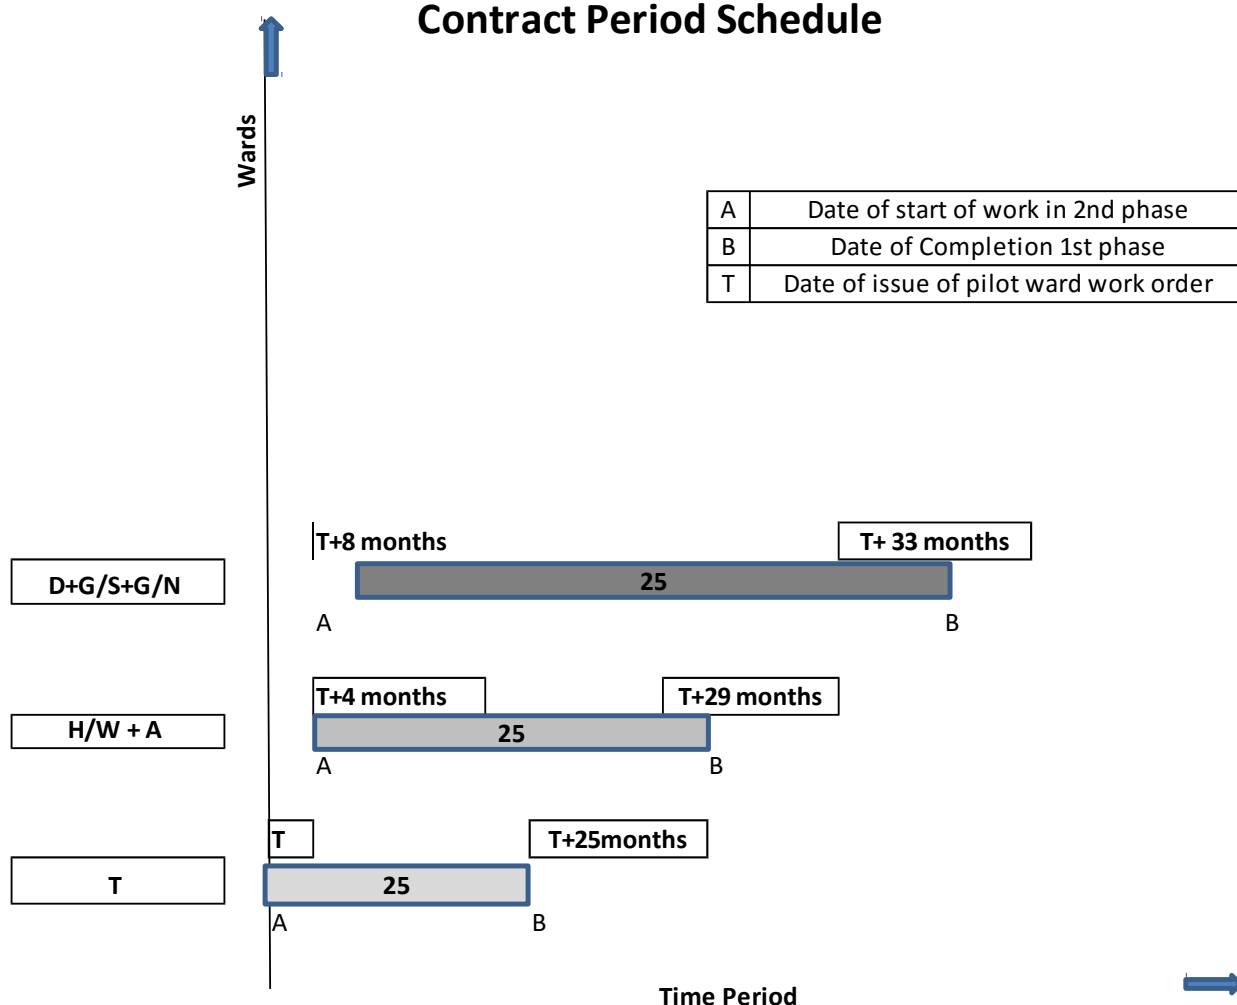 Contract Period Schedule
Wards
A Date of start of work in 2nd phase
B Date of Completion 1st phase
T Date of issue of pilot ward work order
T+8 months T+ 33 months
D+G/S+G/N 25
A B
T+4 months T+29 months
H/W + A 25
A B
T T+25months
T 25
A B
Time Period